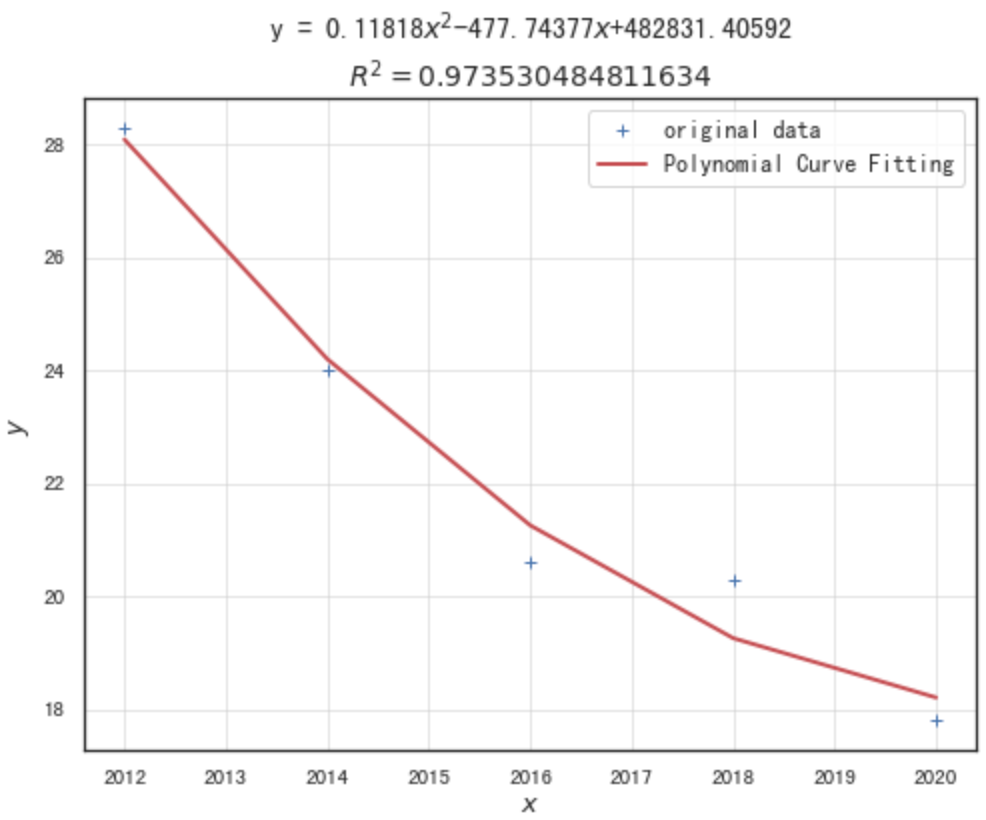 y = 0.11818x²−477.74377x+482831.40592
R² = 0.973530484811634
original data
Polynomial Curve Fitting
28
26
24
22
20
18
y
2012 2013 2014 2015 2016 2017 2018 2019 2020
x